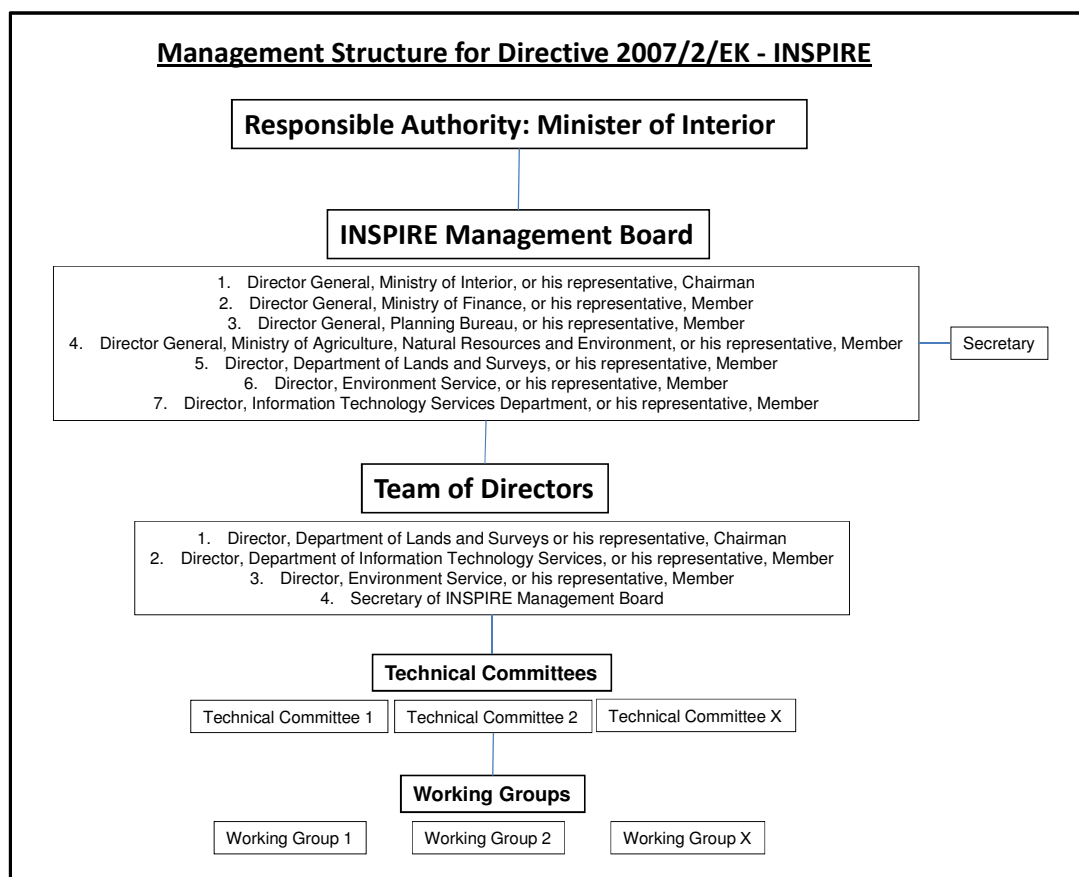 Management Structure for Directive 2007/2/EK - INSPIRE
Responsible Authority: Minister of Interior
INSPIRE Management Board
1. Director General, Ministry of Interior, or his representative, Chairman
2. Director General, Ministry of Finance, or his representative, Member
3. Director General, Planning Bureau, or his representative, Member
4. Director General, Ministry of Agriculture, Natural Resources and Environment, or his representative, Member
5. Director, Department of Lands and Surveys, or his representative, Member
6. Director, Environment Service, or his representative, Member
7. Director, Information Technology Services Department, or his representative, Member
Secretary
Team of Directors
1. Director, Department of Lands and Surveys or his representative, Chairman
2. Director, Department of Information Technology Services, or his representative, Member
3. Director, Environment Service, or his representative, Member
4. Secretary of INSPIRE Management Board
Technical Committees
Technical Committee 1
Technical Committee 2
Technical Committee X
Working Groups
Working Group 1
Working Group 2
Working Group X